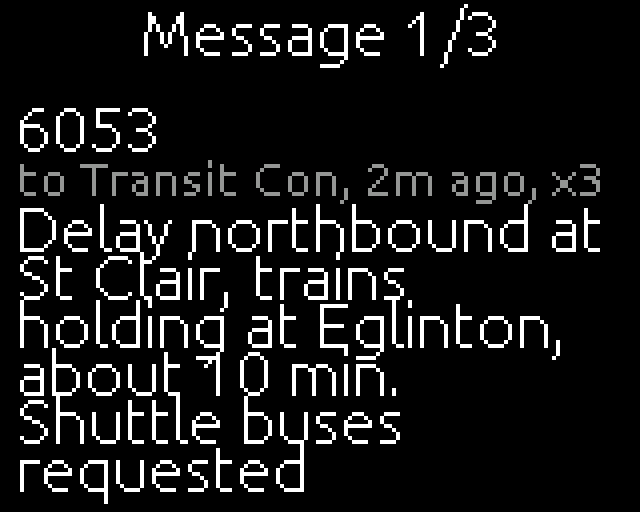 Message 1/3
6053
to Transit Con, 2m ago, x3
Delay northbound at
St Clair, trains
holding at Eglinton,
about 10 min.
Shuttle buses
requested